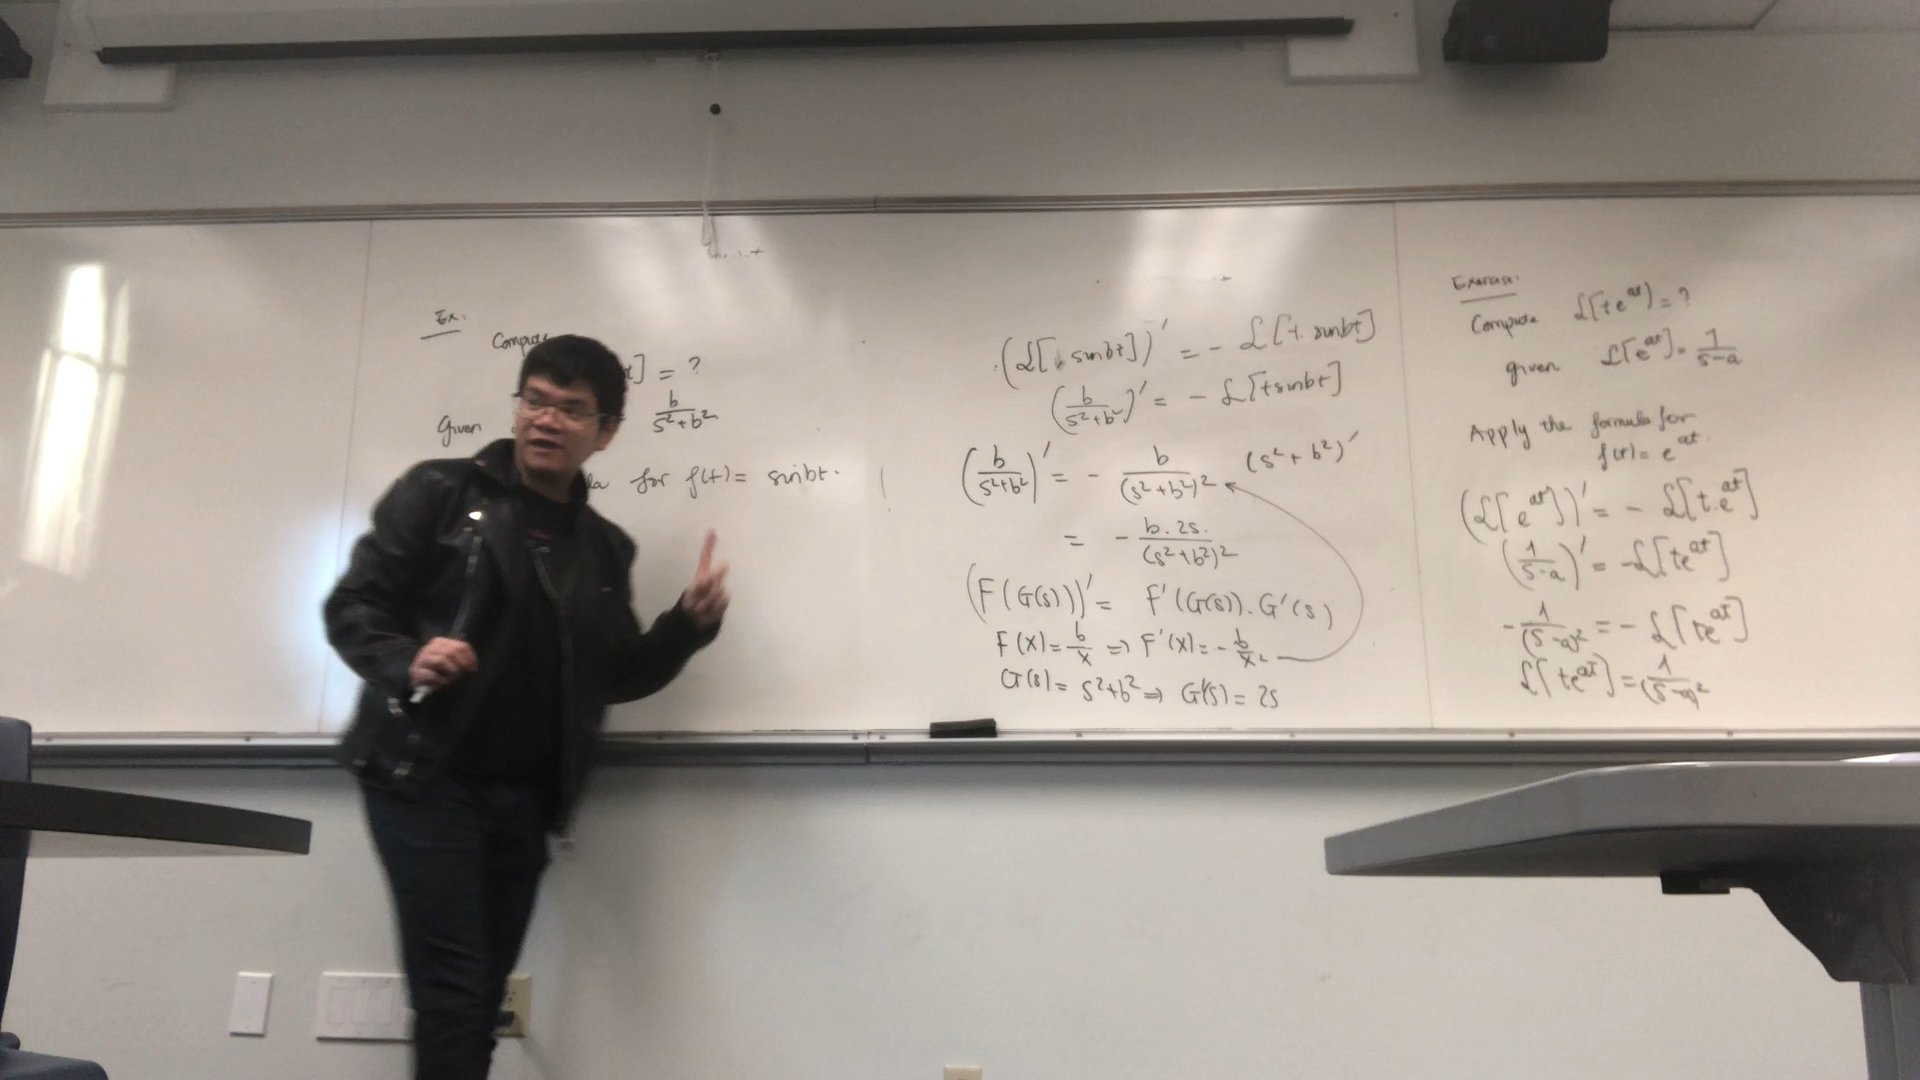 Ex:
Compute
t] = ?
Given b/(s²+b²)
la for f(t) = sinbt.
(ℒ[sinbt])′ = - ℒ[t.sinbt]
(b/(s²+b²))′ = - ℒ[tsinbt]
(b/(s²+b²))′ = - b/(s²+b²)² (s²+b²)′
= - b.2s./(s²+b²)²
(F(G(s)))′ = F′(G(s)).G′(s)
F(x) = b/x ⇒ F′(x) = - b/x²
G(s) = s²+b² ⇒ G′(s) = 2s
Exercise:
Compute ℒ[te^at] = ?
given ℒ[e^at] = 1/(s-a)
Apply the formula for
f(t) = e^at.
(ℒ[e^at])′ = - ℒ[t.e^at]
(1/(s-a))′ = -ℒ[te^at]
- 1/(s-a)² = - ℒ[te^at]
ℒ[te^at] = 1/(s-a)²